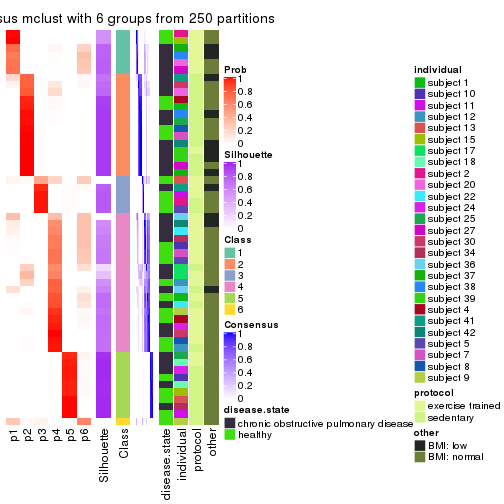 sus mclust with 6 groups from 250 partitions
p1
p2
p3
p4
p5
p6
Silhouette
Class
disease.state
individual
protocol
other
Prob
1
0.8
0.6
0.4
0.2
0
Silhouette
1
0.8
0.6
0.4
0.2
0
Class
1
2
3
4
5
6
Consensus
1
0.8
0.6
0.4
0.2
0
disease.state
chronic obstructive pulmonary disease
healthy
individual
subject 1
subject 10
subject 11
subject 12
subject 13
subject 15
subject 17
subject 18
subject 2
subject 20
subject 22
subject 24
subject 25
subject 27
subject 30
subject 34
subject 36
subject 37
subject 38
subject 39
subject 4
subject 41
subject 42
subject 5
subject 7
subject 8
subject 9
protocol
exercise trained
sedentary
other
BMI: low
BMI: normal